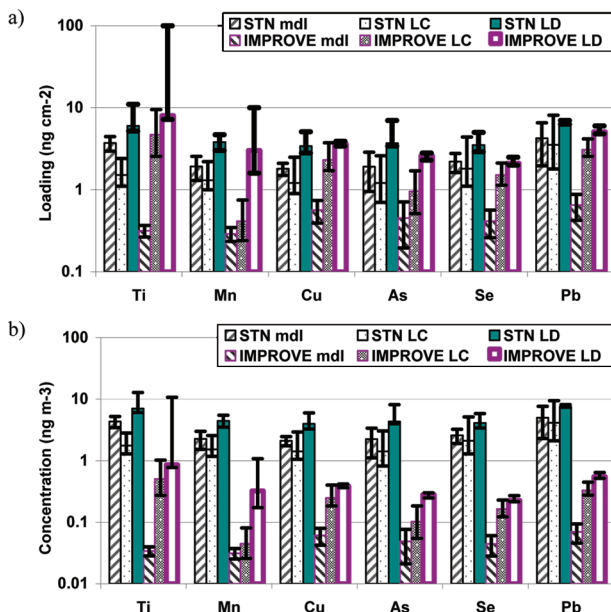 a)
STN mdl STN LC STN LD
IMPROVE mdl IMPROVE LC IMPROVE LD
Loading (ng cm-2)
100
10
1
0.1
Ti Mn Cu As Se Pb
b)
STN mdl STN LC STN LD
IMPROVE mdl IMPROVE LC IMPROVE LD
Concentration (ng m-3)
100
10
1
0.1
0.01
Ti Mn Cu As Se Pb